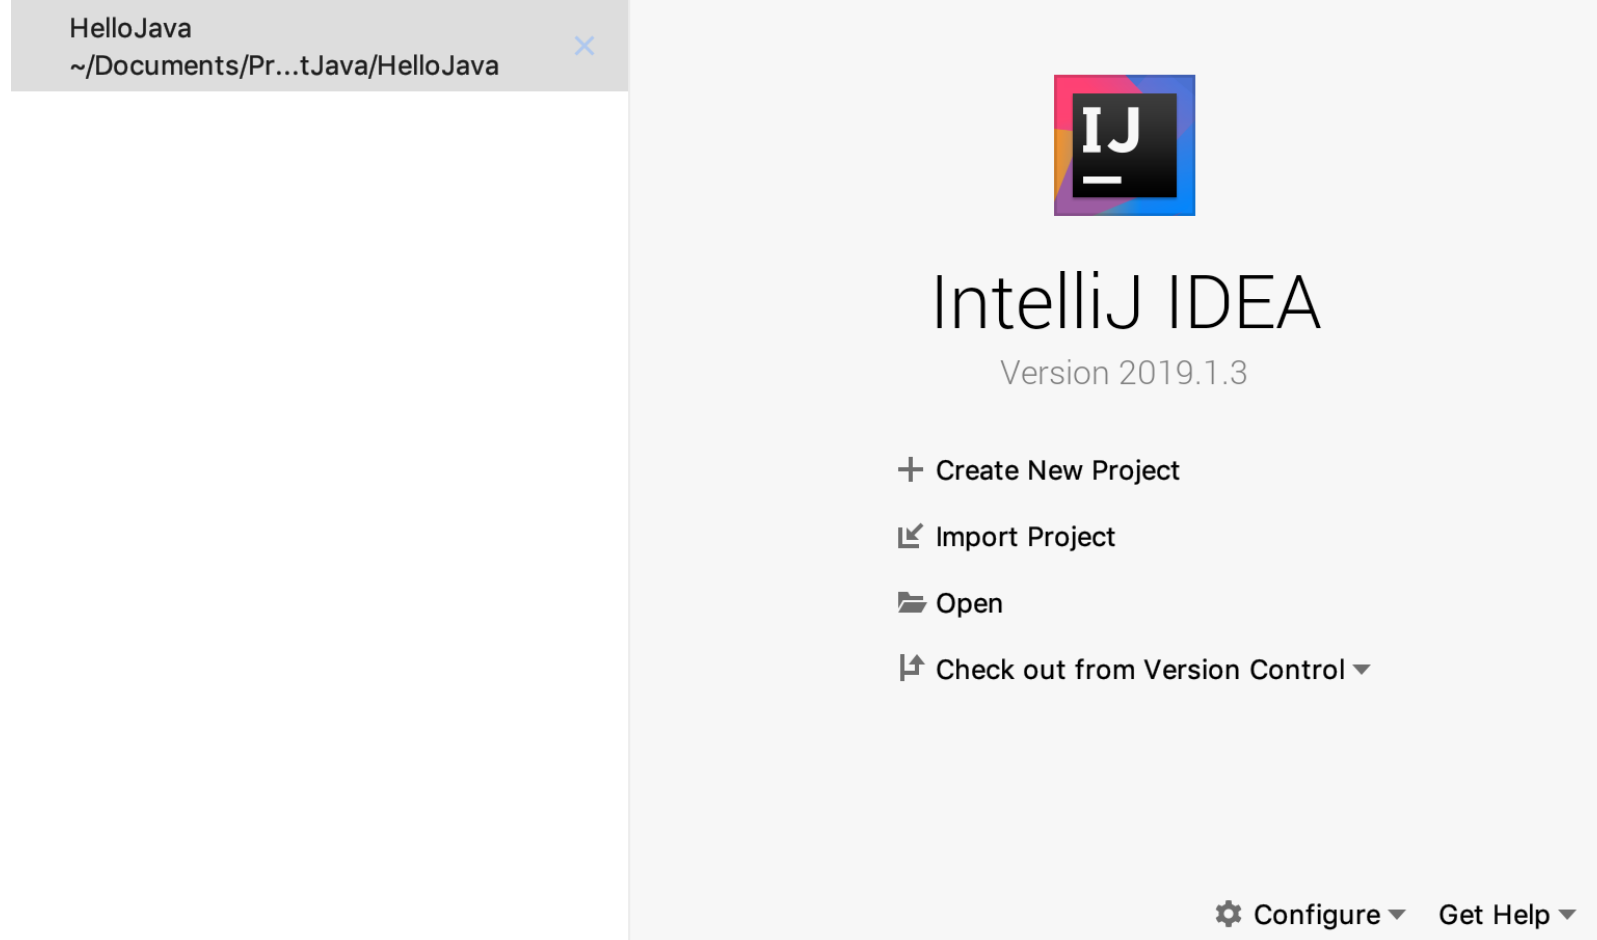 HelloJava
~/Documents/Pr...tJava/HelloJava
IJ
IntelliJ IDEA
Version 2019.1.3
Create New Project
Import Project
Open
Check out from Version Control
Configure
Get Help